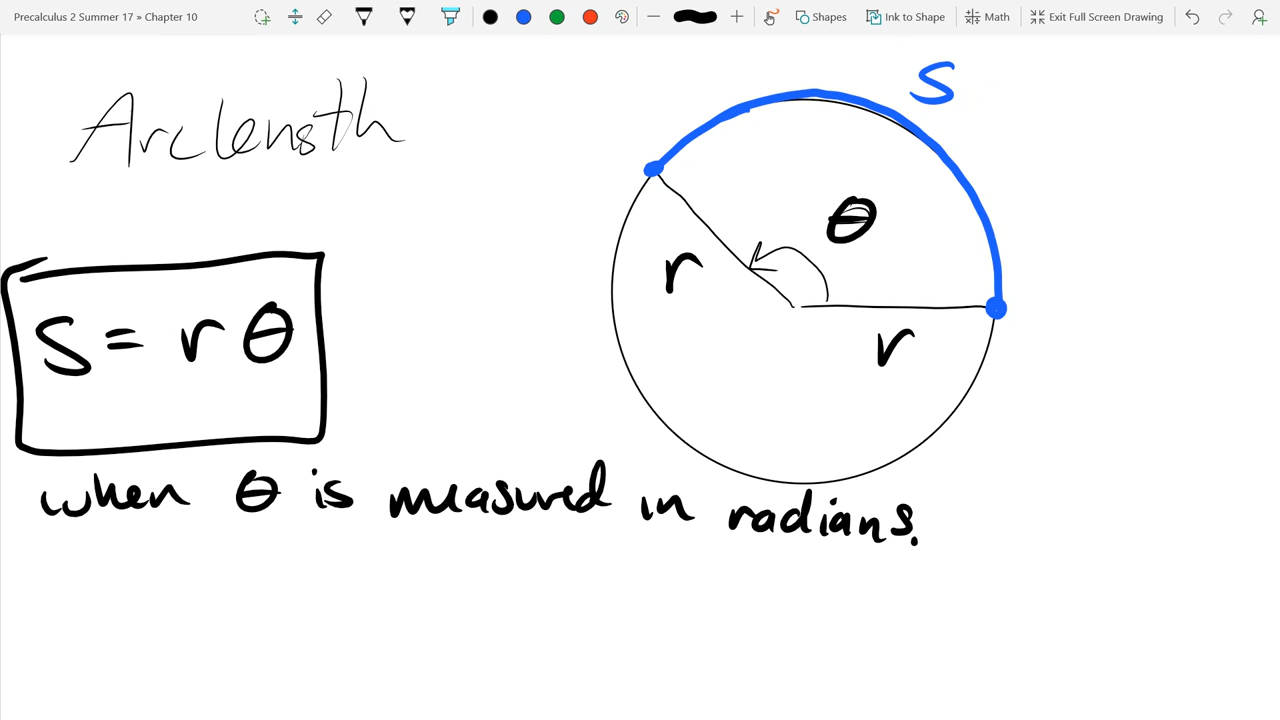 Precalculus 2 Summer 17 » Chapter 10
Shapes
Ink to Shape
Math
Exit Full Screen Drawing
Arclength
s
θ
r
r
s = r θ
when θ is measured in radians.